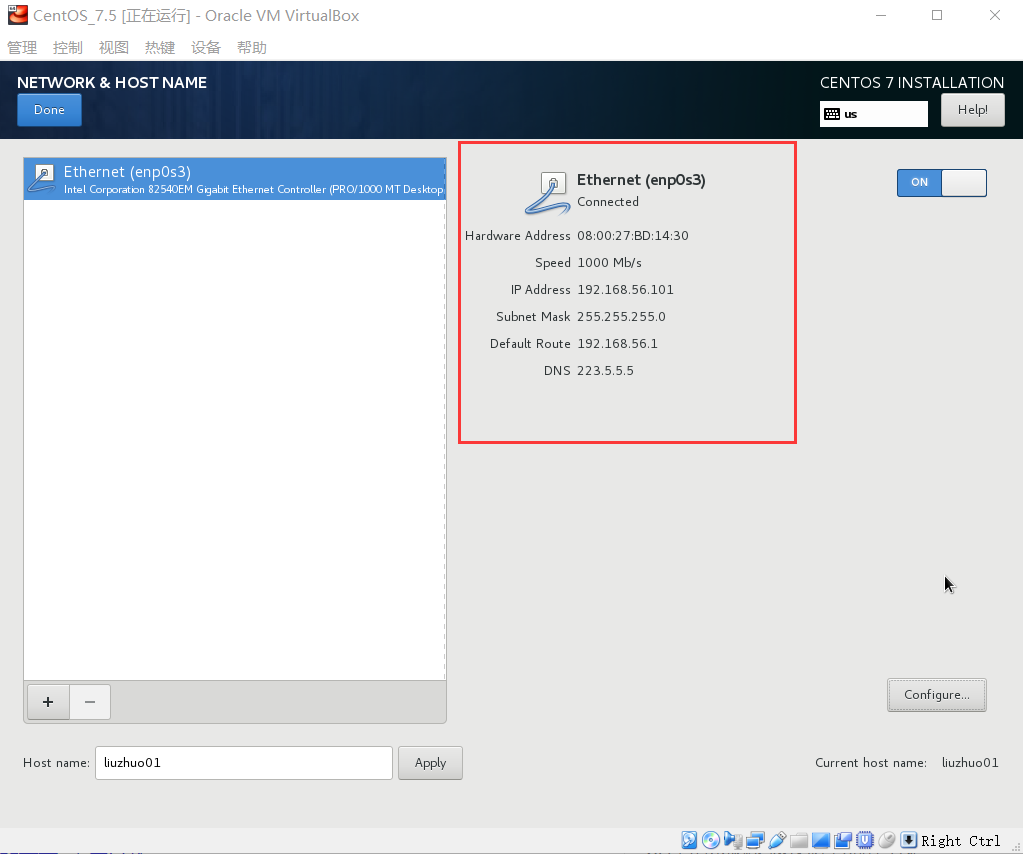 CentOS_7.5 [正在运行] - Oracle VM VirtualBox
管理 控制 视图 热键 设备 帮助
NETWORK & HOST NAME
CENTOS 7 INSTALLATION
Done
us
Help!
Ethernet (enp0s3)
Intel Corporation 82540EM Gigabit Ethernet Controller (PRO/1000 MT Desktop
Ethernet (enp0s3)
Connected
ON
Hardware Address 08:00:27:BD:14:30
Speed 1000 Mb/s
IP Address 192.168.56.101
Subnet Mask 255.255.255.0
Default Route 192.168.56.1
DNS 223.5.5.5
+ −
Configure...
Host name: liuzhuo01 Apply
Current host name: liuzhuo01
Right Ctrl